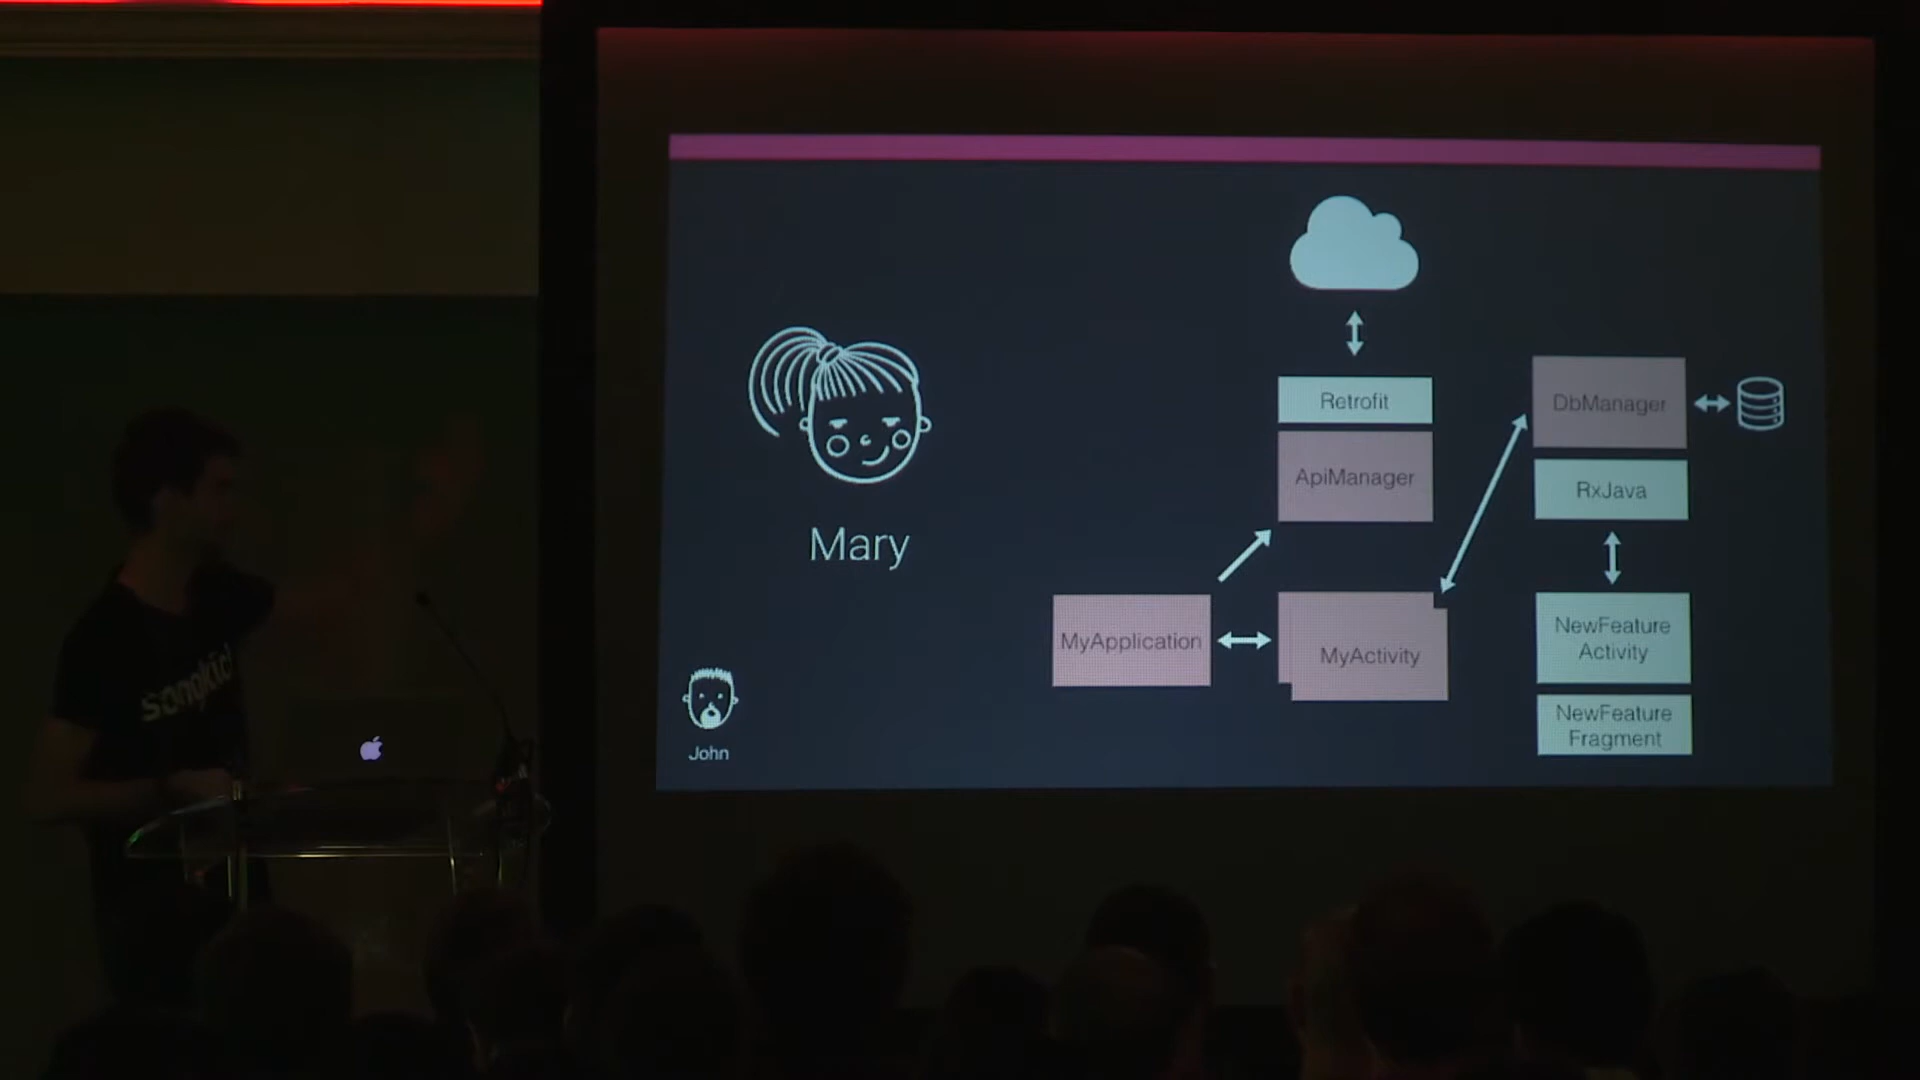 Retrofit
DbManager
ApiManager
RxJava
Mary
MyApplication
MyActivity
NewFeature
Activity
NewFeature
Fragment
John
songkick